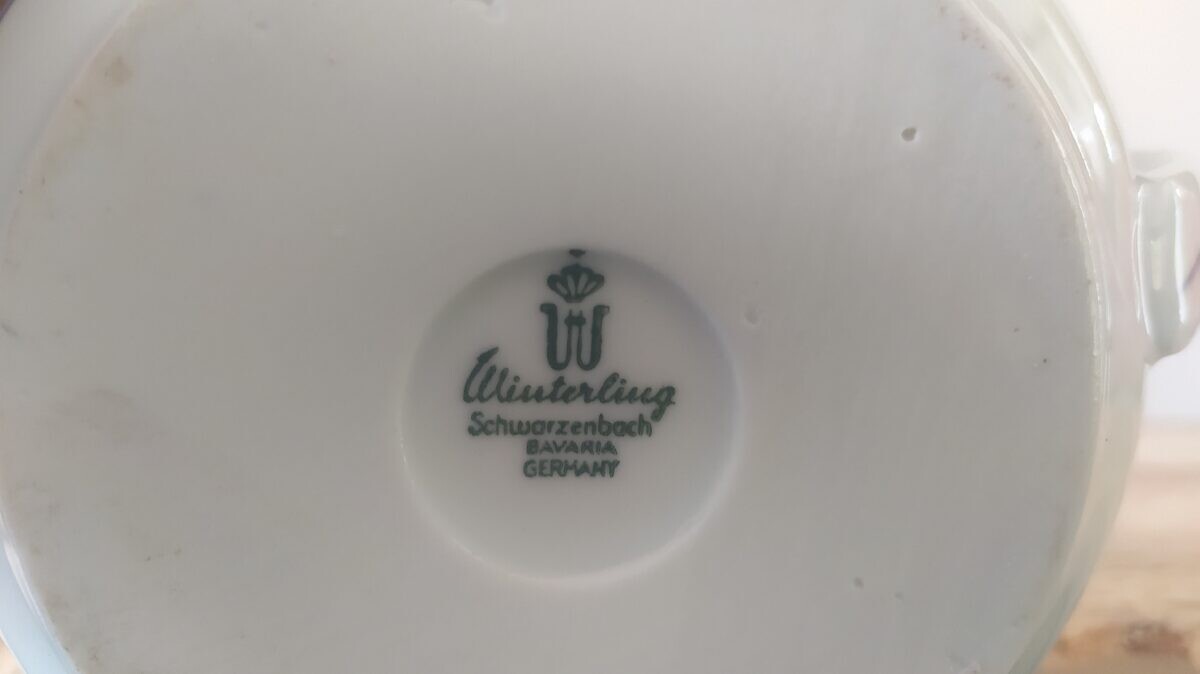 W
Winterling
Schwarzenbach
BAVARIA
GERMANY